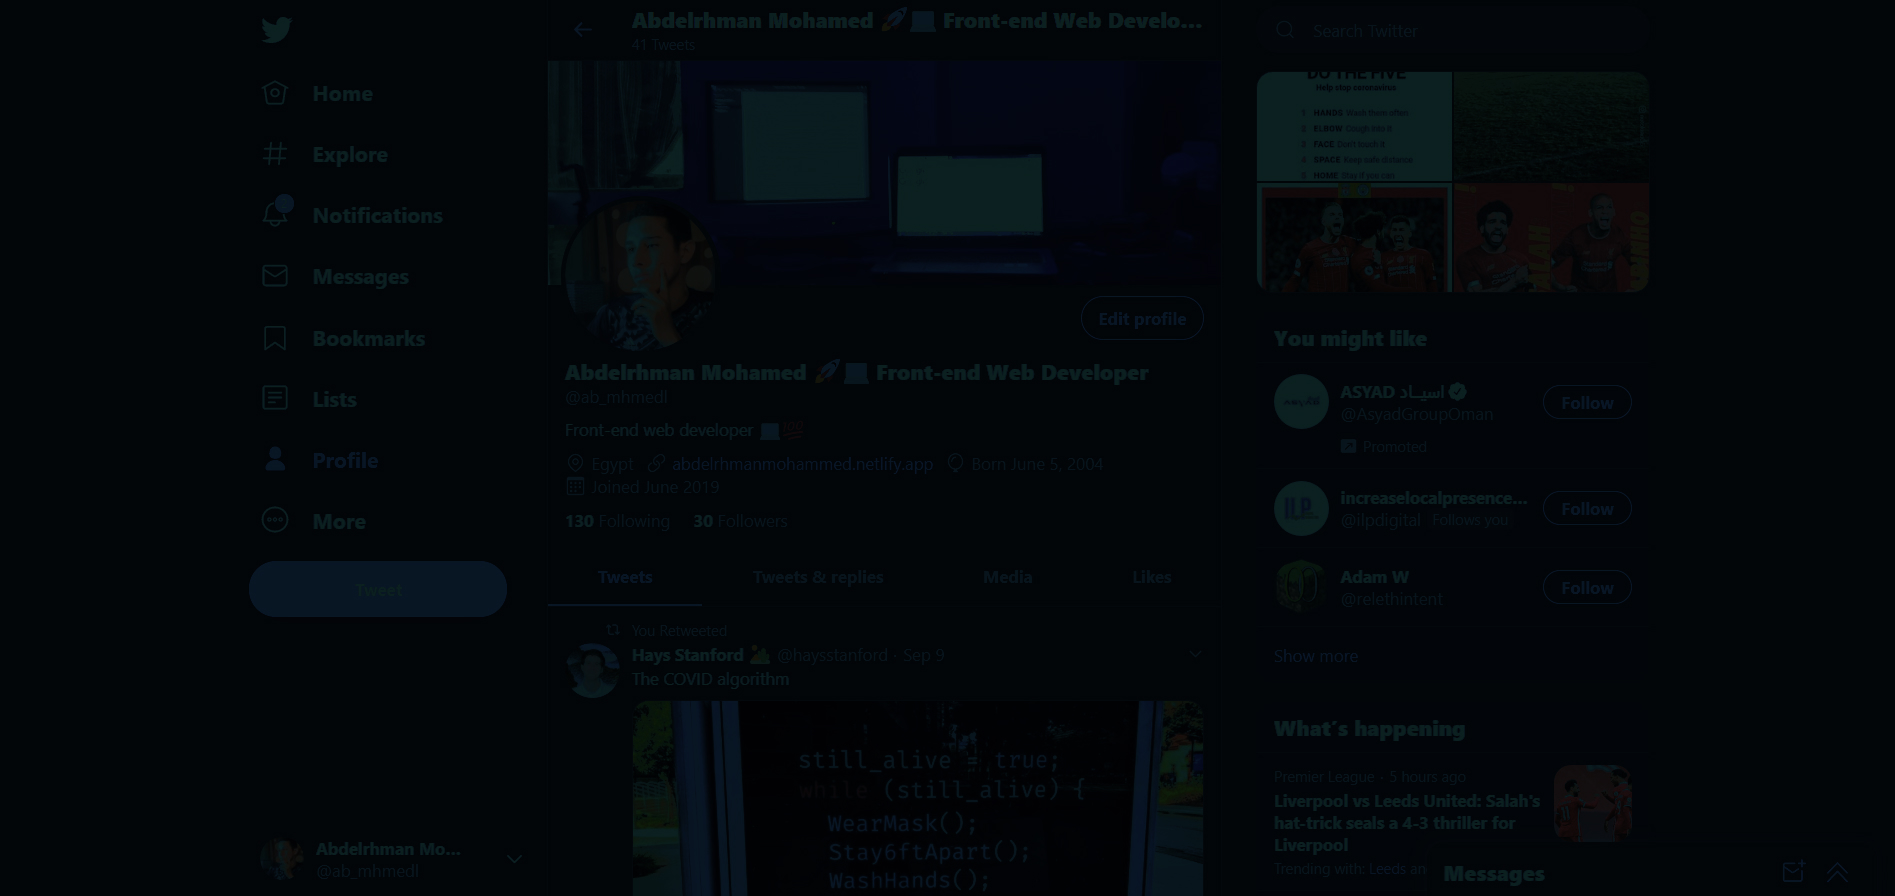 Home
Explore
Notifications
Messages
Bookmarks
Lists
Profile
More
Tweet
Abdelrhman Mo...
@ab_mhmedl
Abdelrhman Mohamed 🚀💻 Front-end Web Develo...
41 Tweets
Edit profile
Abdelrhman Mohamed 🚀💻 Front-end Web Developer
@ab_mhmedl
Front-end web developer 💻💯
Egypt abdelrhmanmohammed.netlify.app Born June 5, 2004
Joined June 2019
130 Following 30 Followers
Tweets Tweets & replies Media Likes
You Retweeted
Hays Stanford @haysstanford · Sep 9
The COVID algorithm
still_alive = true;
while (still_alive) {
WearMask();
Stay6ftApart();
WashHands();
Search Twitter
DO THE FIVE
Help stop coronavirus
1 HANDS Wash them often
2 ELBOW Cough into it
3 FACE Don't touch it
4 SPACE Keep safe distance
5 HOME Stay if you can
You might like
ASYAD اسيـاد
@AsyadGroupOman
Follow
Promoted
increaselocalpresence...
@ilpdigital Follows you
Follow
ILP
Adam W
@relethintent
Follow
Show more
What's happening
Premier League · 5 hours ago
Liverpool vs Leeds United: Salah's
hat-trick seals a 4-3 thriller for
Liverpool
Trending with: Leeds an
Messages